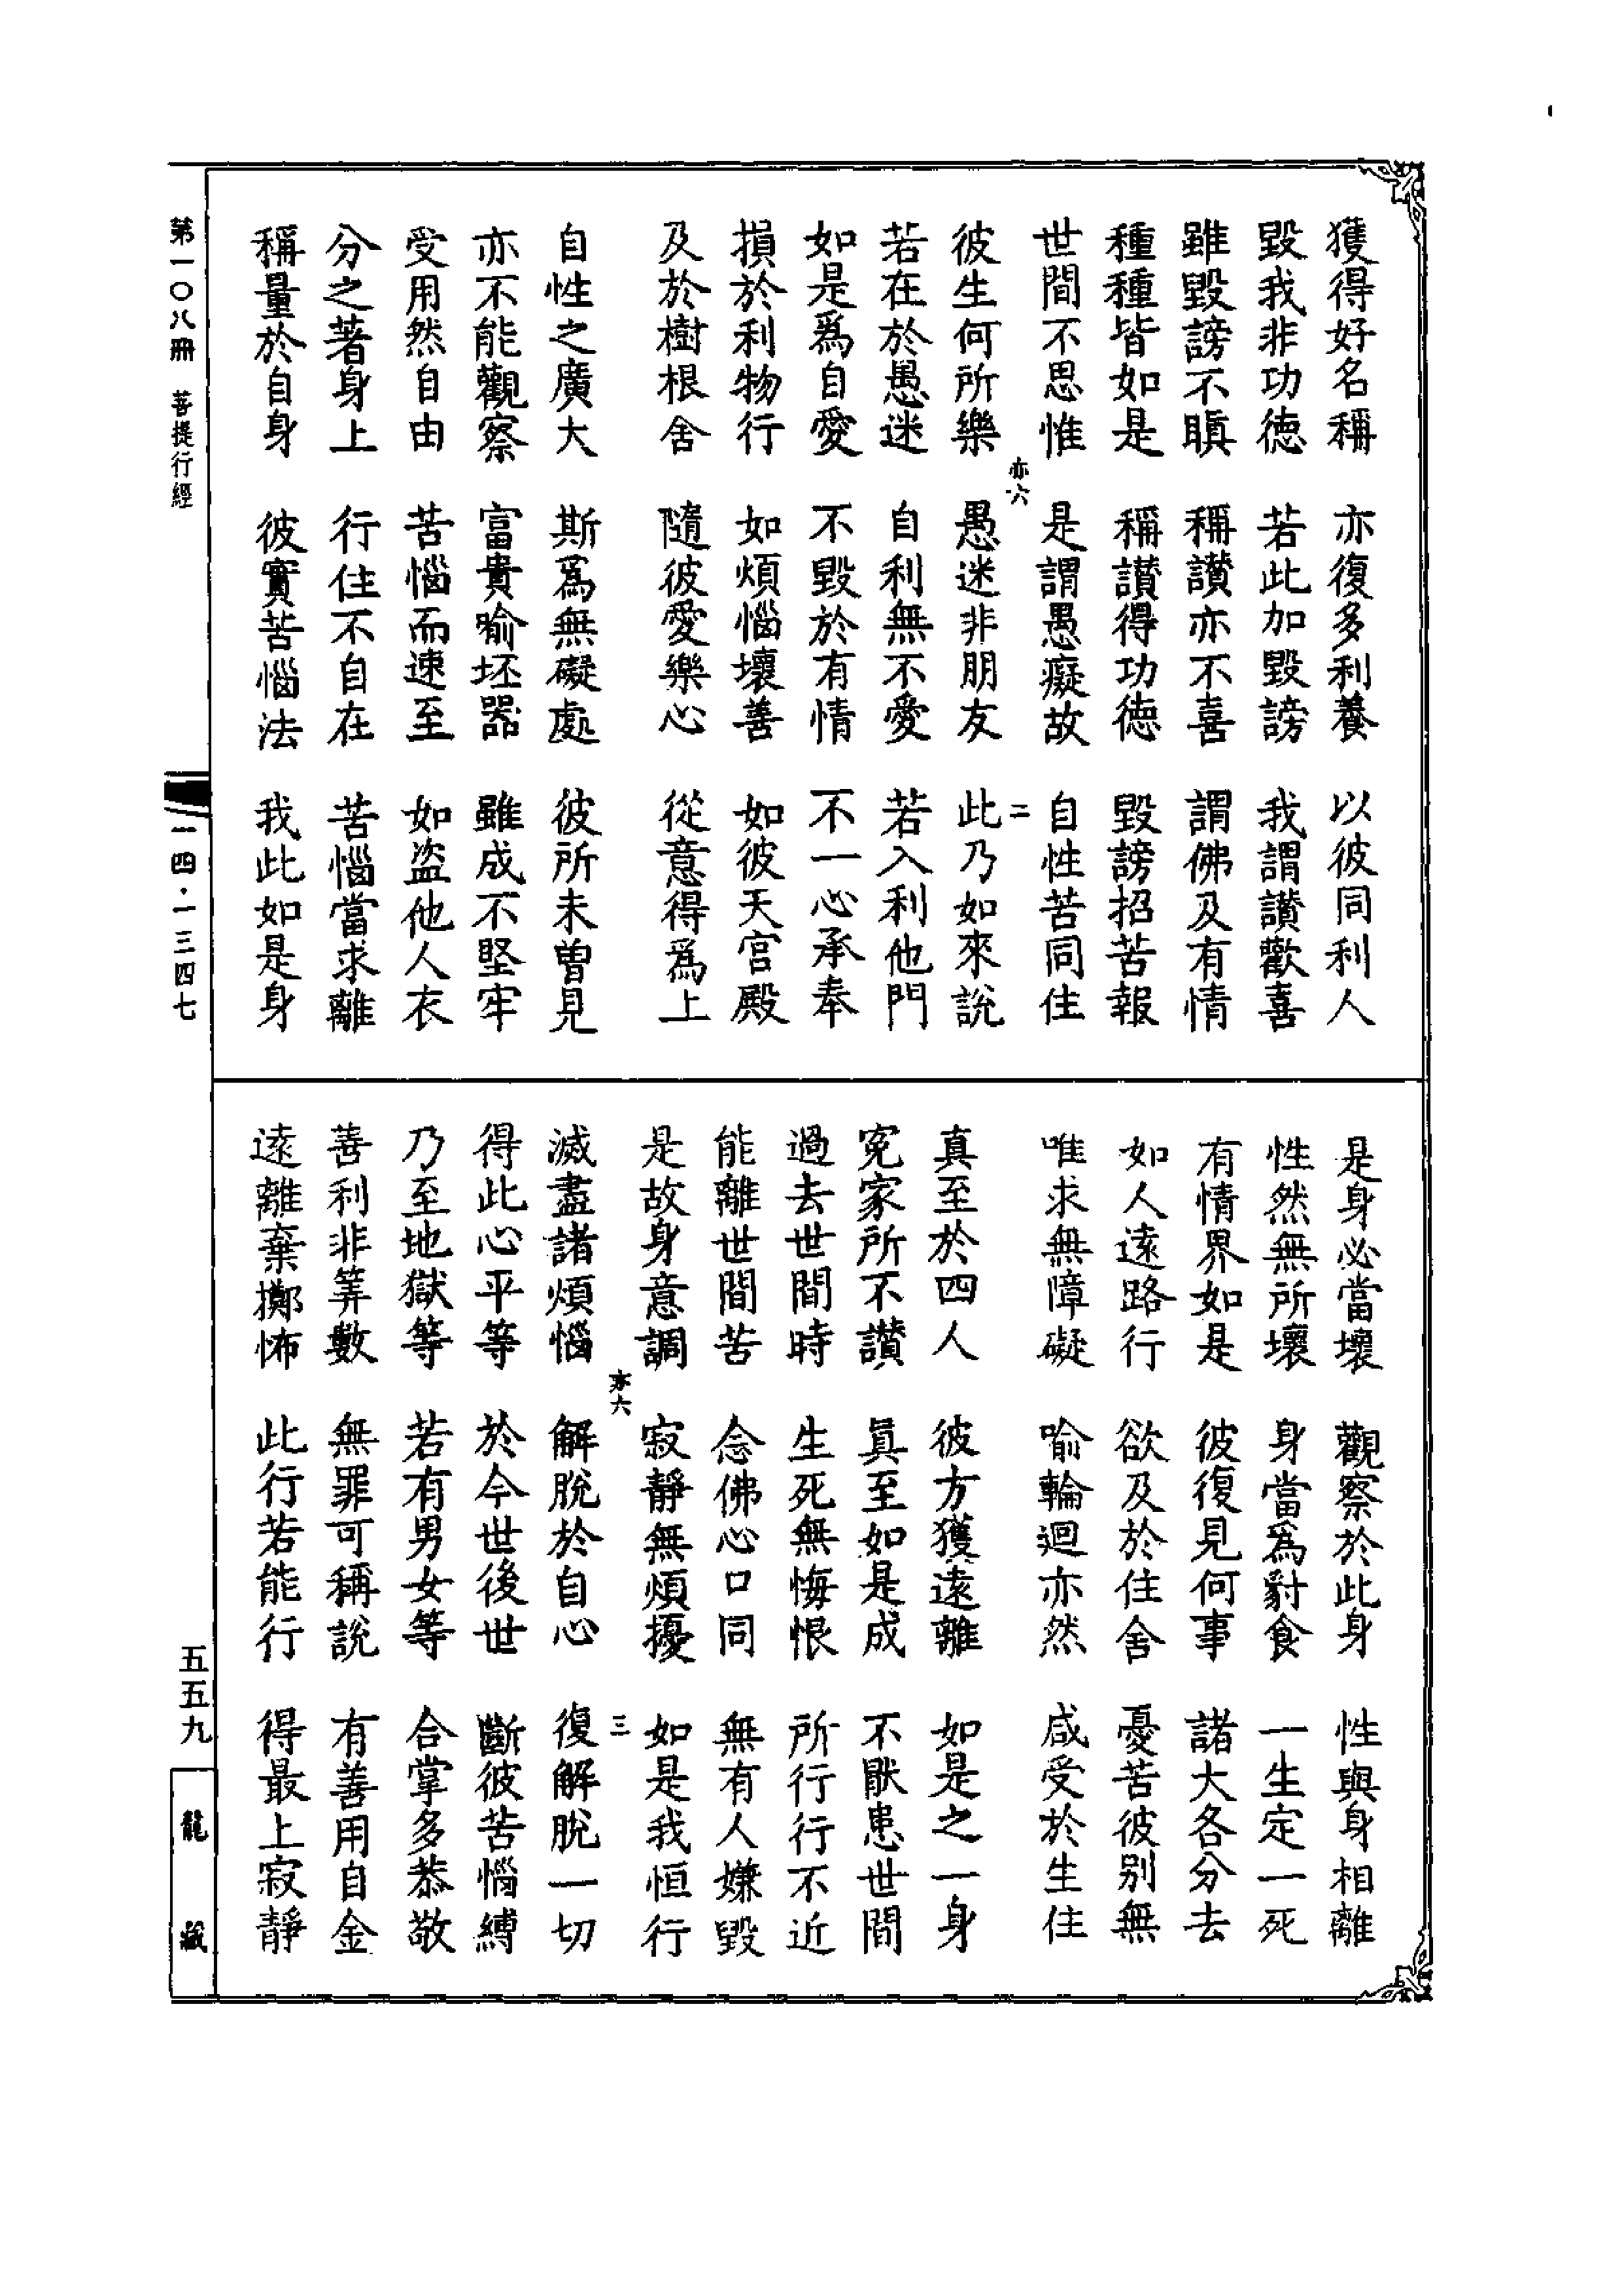 獲得好名稱　亦復多利養　以彼同利人
毀我非功德　若此加毀謗　我謂讃歡喜
雖毀謗不瞋　稱讃亦不喜　謂佛及有情
種種皆如是　稱讃得功德　毀謗招苦報
世間不思惟　是謂愚癡故　自性苦同住
亦六　二
彼生何所樂　愚迷非朋友　此乃如來說
若在於愚迷　自利無不愛　若入利他門
如是爲自愛　不毀於有情　不一心承奉
損於利物行　如煩惱壞善　如彼天宮殿
及於樹根舍　隨彼愛樂心　從意得爲上
自性之廣大　斯爲無礙處　彼所未曾見
亦不能觀察　富貴喻坯器　雖成不堅牢
受用然自由　苦惱而速至　如盜他人衣
分之著身上　行住不自在　苦惱當求離
稱量於自身　彼實苦惱法　我此如是身
是身必當壞　觀察於此身　性與身相離
性然無所壞　身當爲豺食　一生定一死
有情界如是　彼復見何事　諸大各分去
如人遠路行　欲及於住舍　憂苦彼別無
唯求無障礙　喻輪迴亦然　咸受於生住
真至於四人　彼方獲遠離　如是之一身
冤家所不讃　眞至如是成　不厭患世間
過去世間時　生死無悔恨　所行行不近
能離世間苦　念佛心口同　無有人嫌毀
是故身意調　寂靜無煩擾　如是我恒行
亦六　三
滅盡諸煩惱　解脫於自心　復解脫一切
得此心平等　於今世後世　斷彼苦惱縛
乃至地獄等　若有男女等　合掌多恭敬
善利非筭數　無罪可稱說　有善用自金
遠離棄擲怖　此行若能行　得最上寂靜
第一〇八冊　菩提行經
一四・一三四七
五五九
龍藏